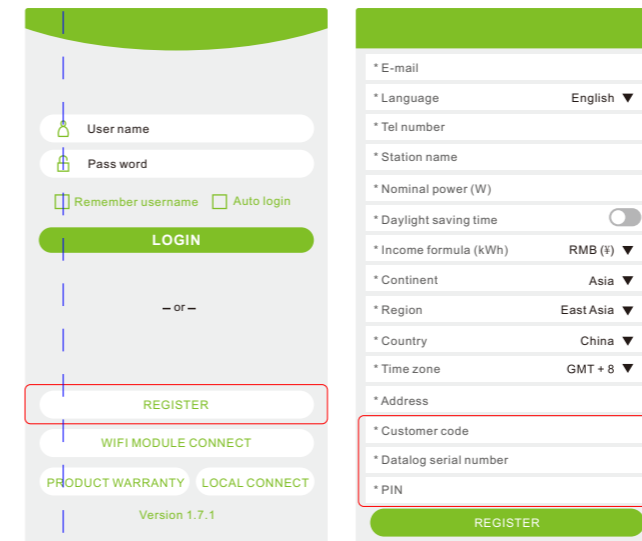 User name
Pass word
Remember username Auto login
LOGIN
– or –
REGISTER
WIFI MODULE CONNECT
PRODUCT WARRANTY LOCAL CONNECT
Version 1.7.1
* E-mail
* Language English ▼
* Tel number
* Station name
* Nominal power (W)
* Daylight saving time
* Income formula (kWh) RMB (¥) ▼
* Continent Asia ▼
* Region East Asia ▼
* Country China ▼
* Time zone GMT + 8 ▼
* Address
* Customer code
* Datalog serial number
* PIN
REGISTER